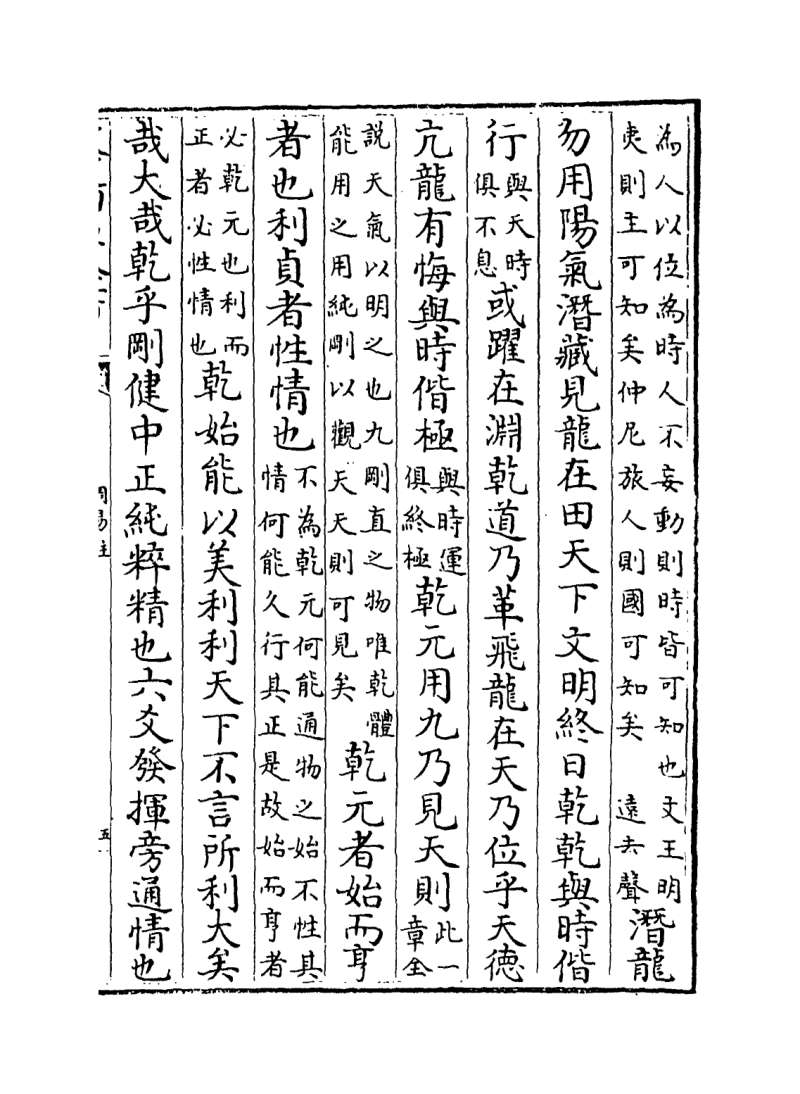 為人以位為時人不妄動則時皆可知也文王明
夷則主可知矣仲尼旅人則國可知矣　遠去聲
潛龍
勿用陽氣潛藏見龍在田天下文明終日乾乾與時偕
行
與天時
俱不息
或躍在淵乾道乃革飛龍在天乃位乎天德
亢龍有悔與時偕極
與時運
俱終極
乾元用九乃見天則
此一
章全
說天氣以明之也九剛直之物唯乾體
能用之用純剛以觀天天則可見矣
乾元者始而亨
者也利貞者性情也
不為乾元何能通物之始不性其
情何能久行其正是故始而亨者
必乾元也利而
正者必性情也
乾始能以美利利天下不言所利大矣
哉大哉乾乎剛健中正純粹精也六爻發揮旁通情也
周易注
五